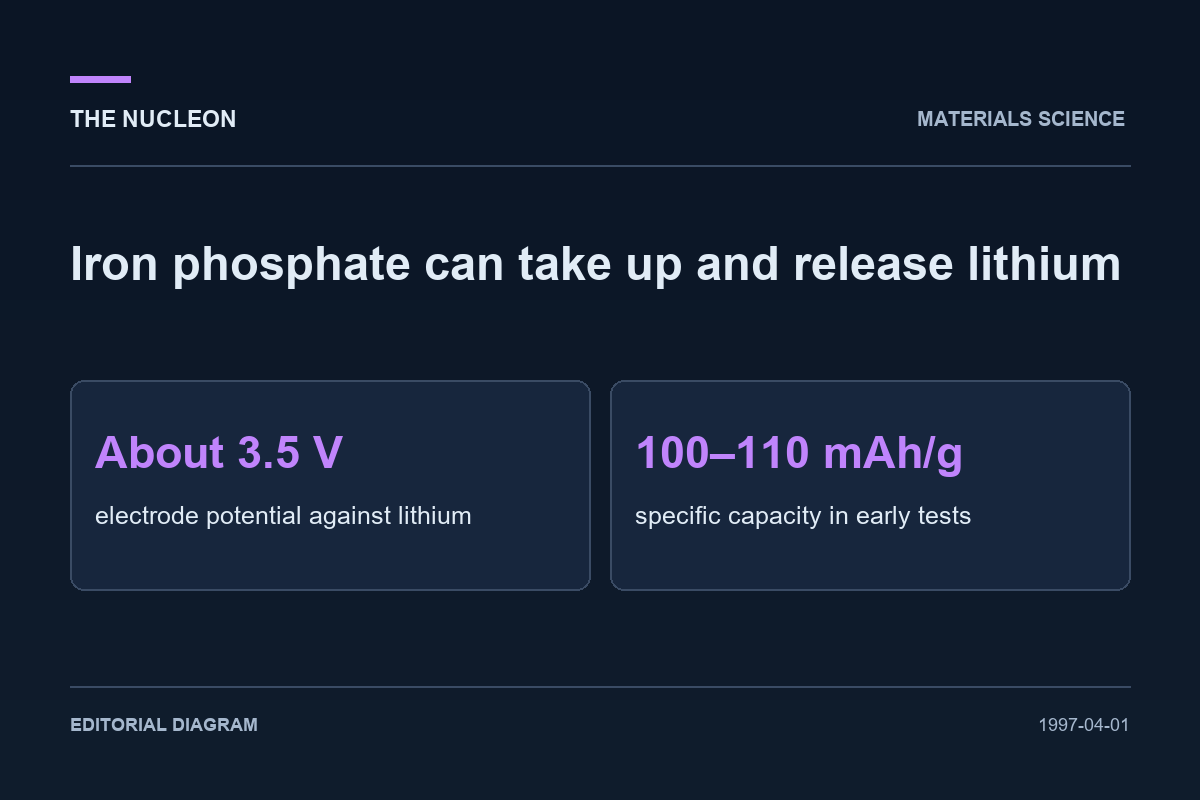 THE NUCLEON
MATERIALS SCIENCE
Iron phosphate can take up and release lithium
About 3.5 V
electrode potential against lithium
100–110 mAh/g
specific capacity in early tests
EDITORIAL DIAGRAM
1997-04-01